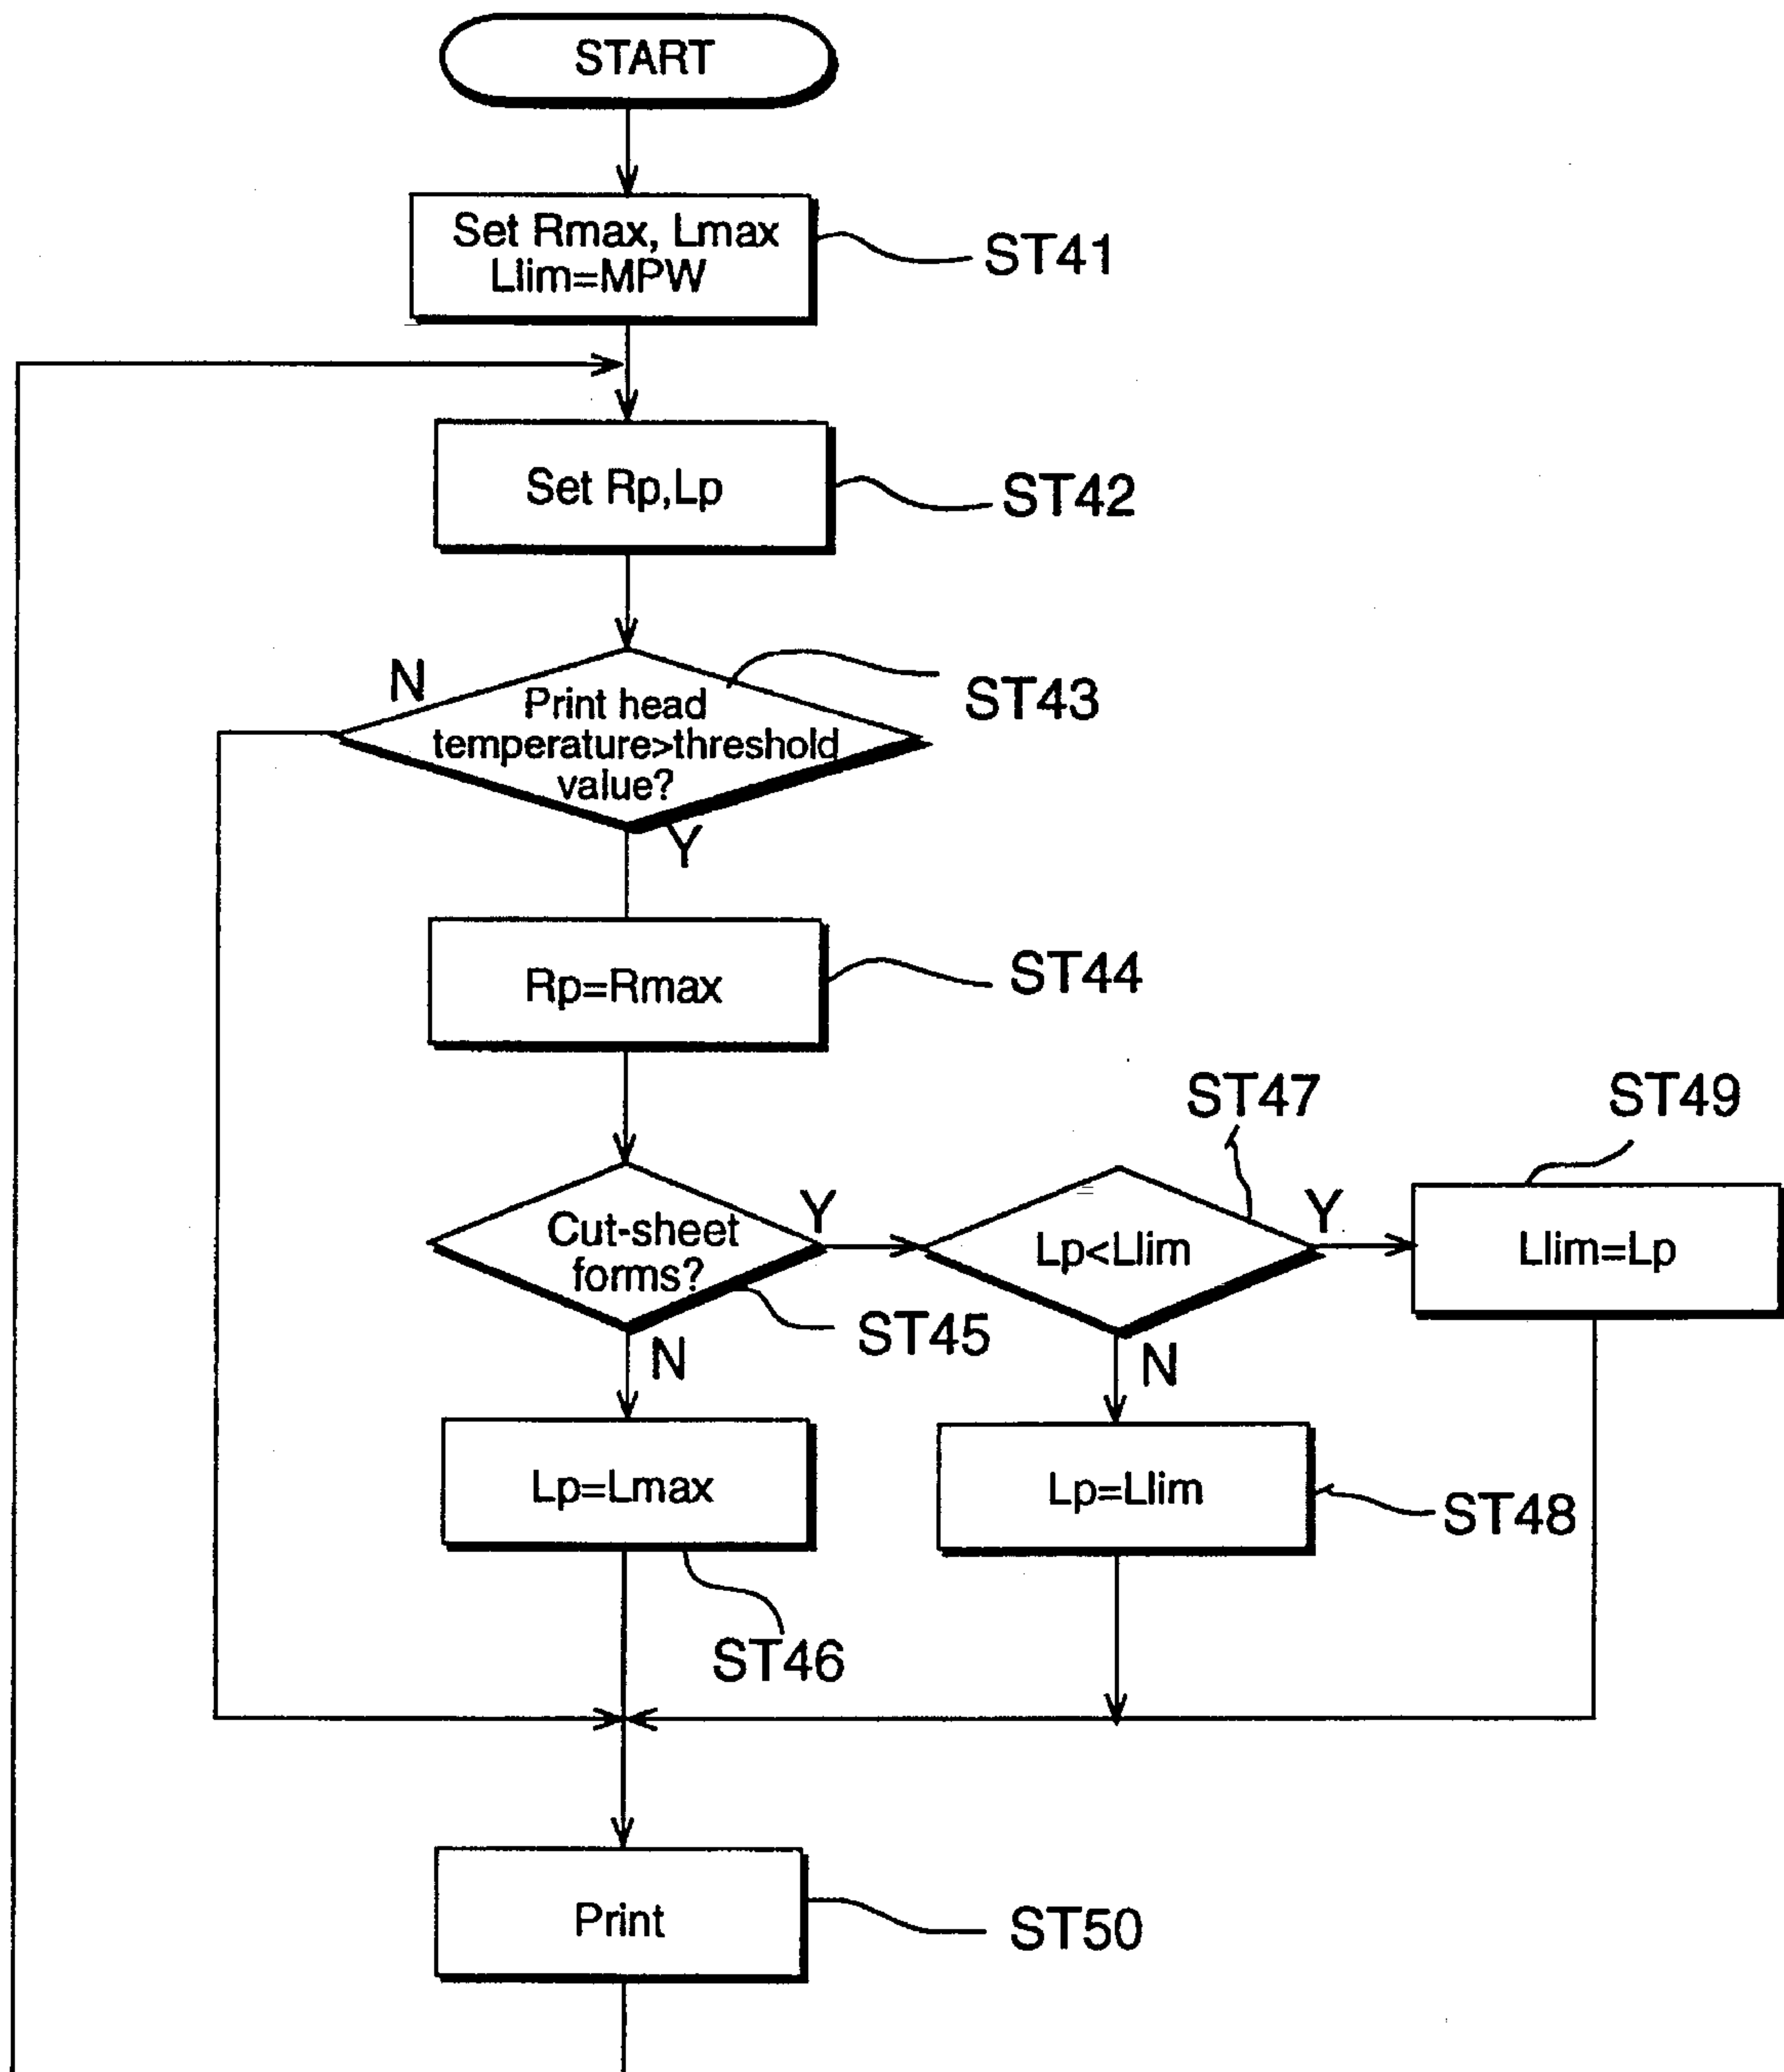 START
Set Rmax, Lmax
Llim=MPW
ST41
Set Rp,Lp
ST42
N
Print head
temperature>threshold
value?
ST43
Y
Rp=Rmax
ST44
ST47
ST49
Cut-sheet
forms?
Y
Lp<Llim
Y
Llim=Lp
ST45
N
N
Lp=Lmax
Lp=Llim
ST48
ST46
Print
ST50